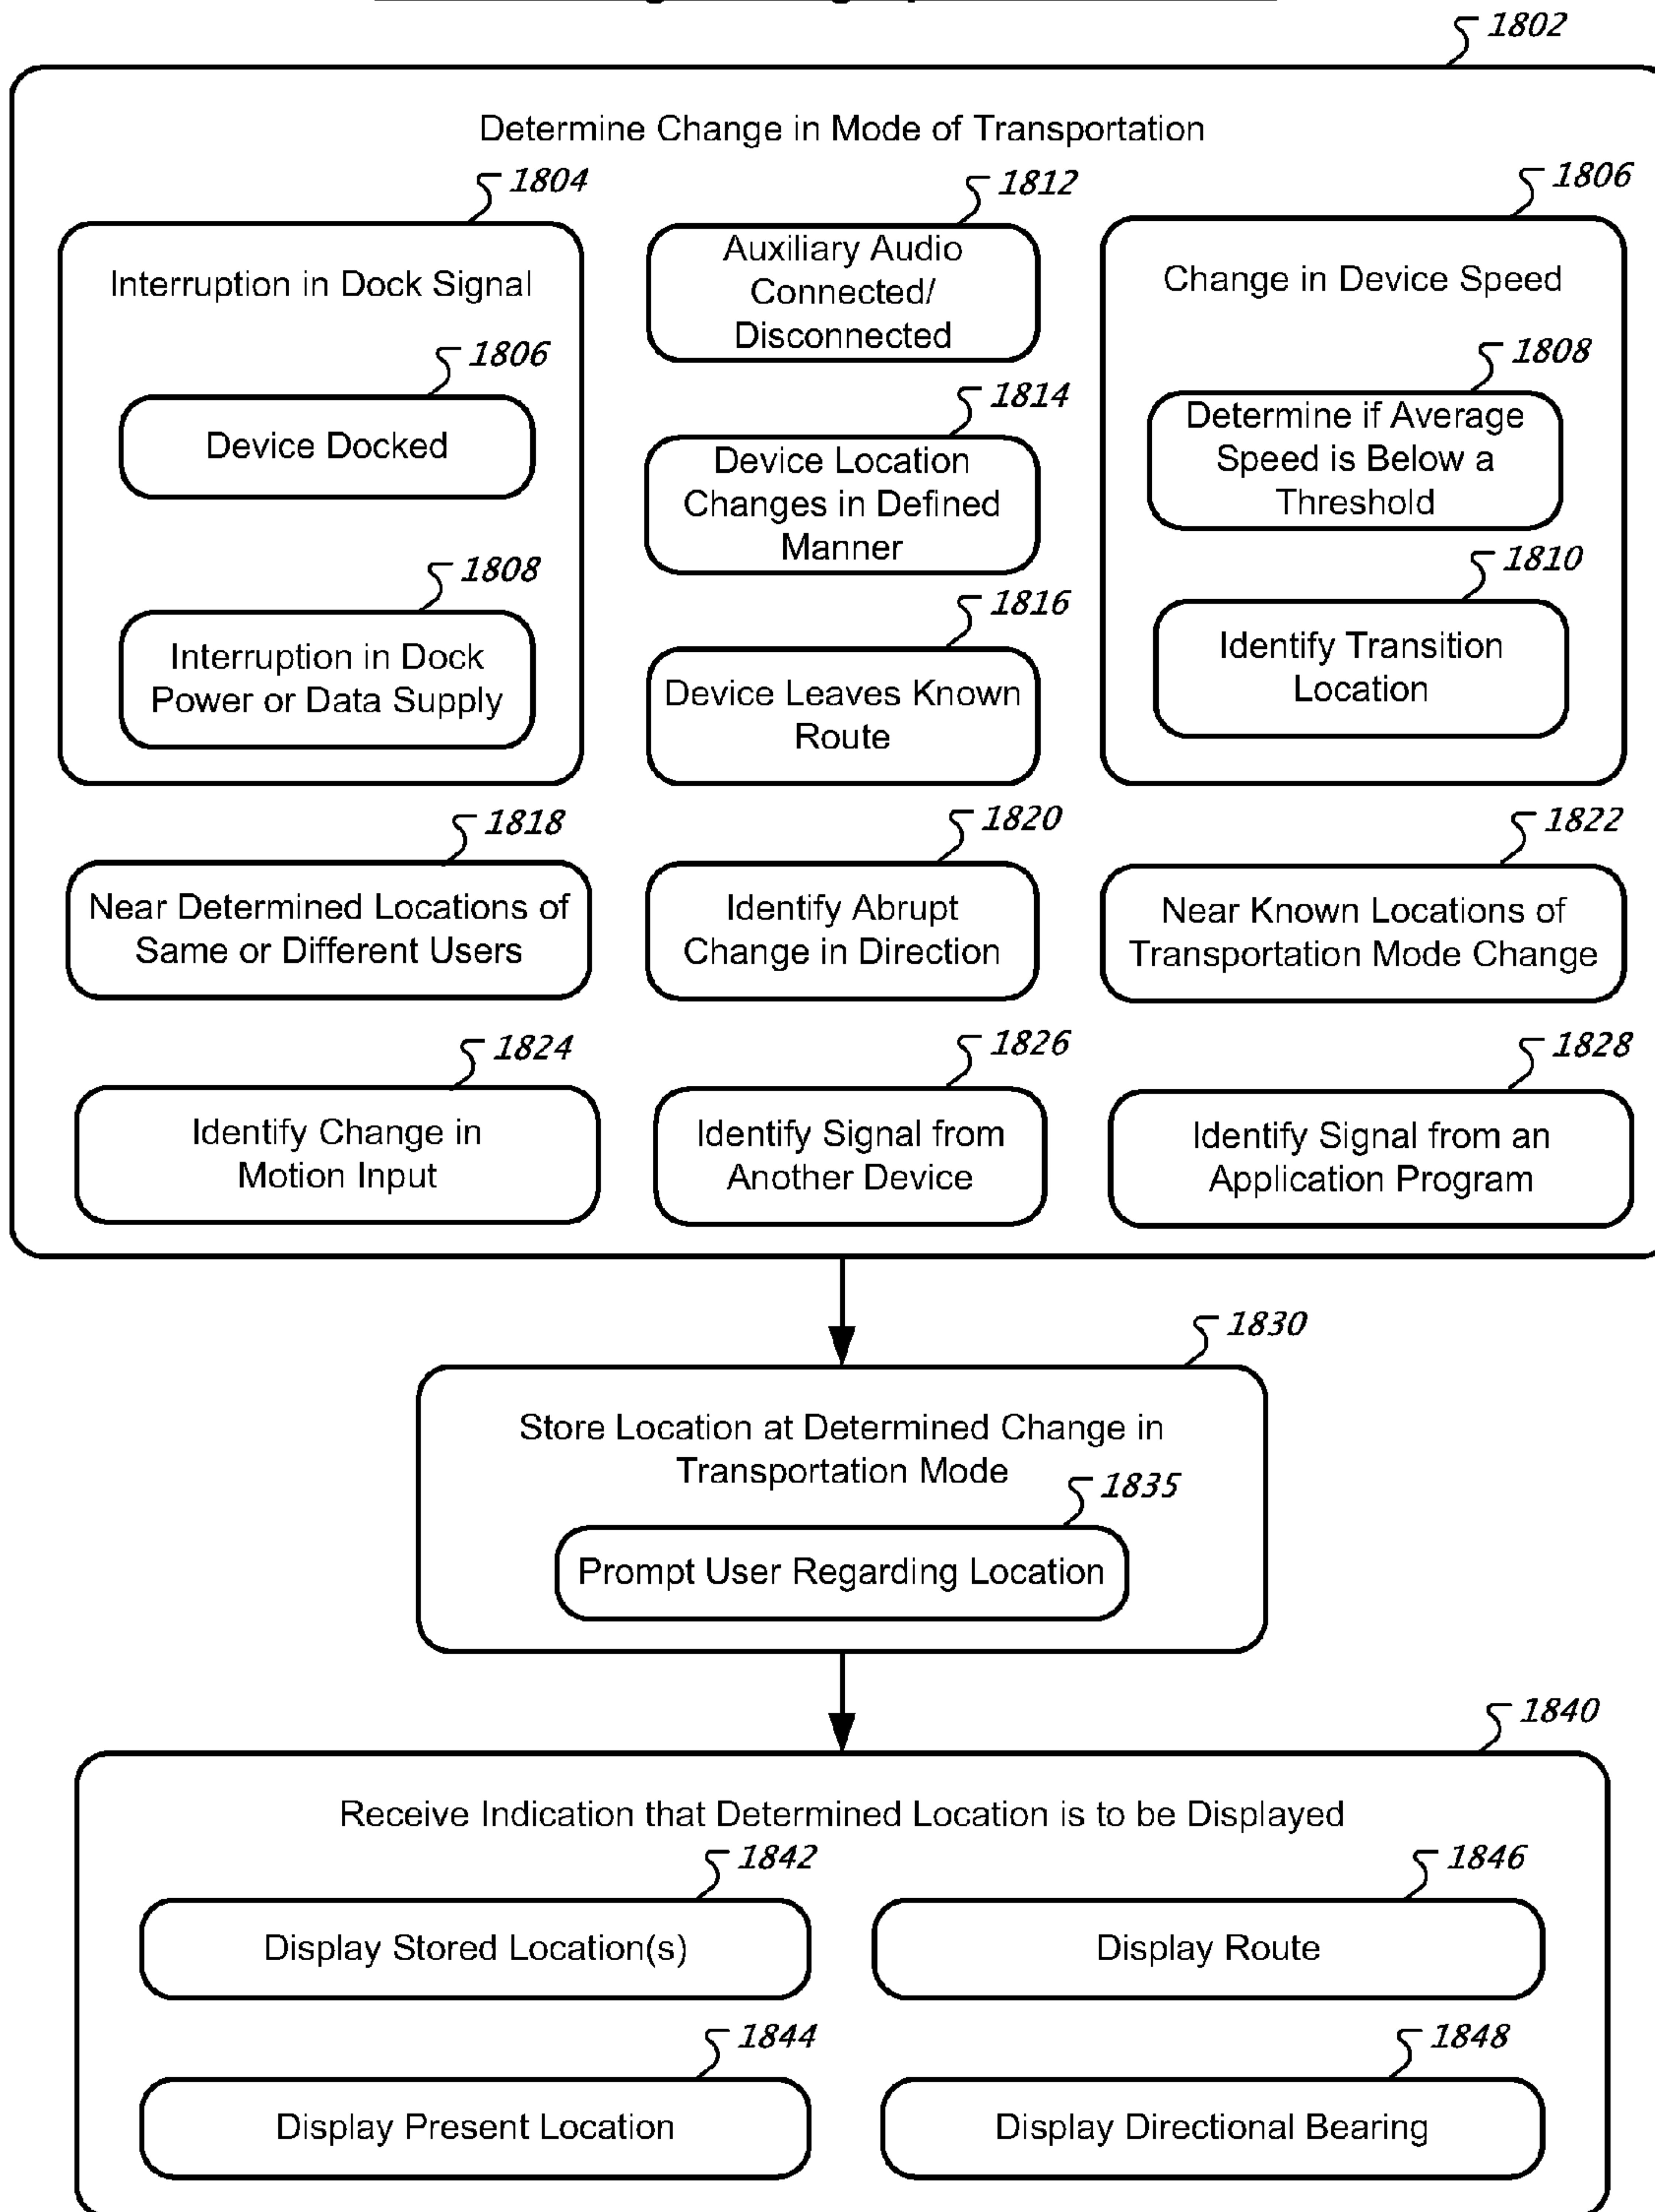 1802
Determine Change in Mode of Transportation
1804
Interruption in Dock Signal
1806
Device Docked
1808
Interruption in Dock
Power or Data Supply
1812
Auxiliary Audio
Connected/
Disconnected
1814
Device Location
Changes in Defined
Manner
1816
Device Leaves Known
Route
1806
Change in Device Speed
1808
Determine if Average
Speed is Below a
Threshold
1810
Identify Transition
Location
1818
Near Determined Locations of
Same or Different Users
1820
Identify Abrupt
Change in Direction
1822
Near Known Locations of
Transportation Mode Change
1824
Identify Change in
Motion Input
1826
Identify Signal from
Another Device
1828
Identify Signal from an
Application Program
1830
Store Location at Determined Change in
Transportation Mode
1835
Prompt User Regarding Location
1840
Receive Indication that Determined Location is to be Displayed
1842
Display Stored Location(s)
1846
Display Route
1844
Display Present Location
1848
Display Directional Bearing